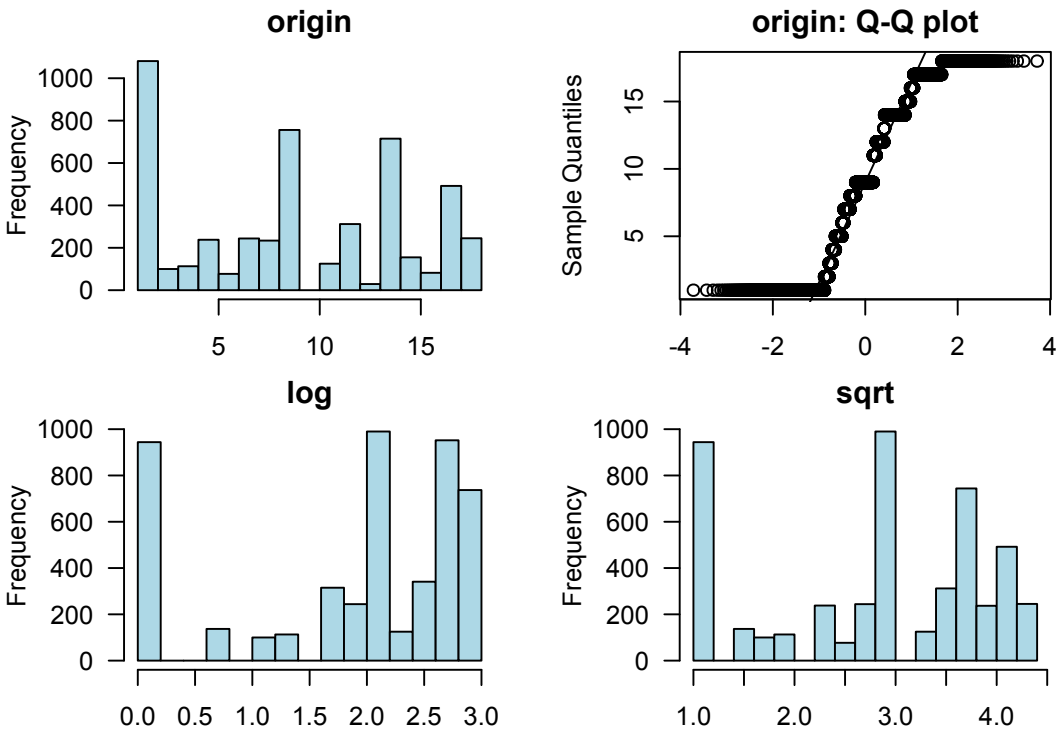 origin
Frequency
0 200 400 600 800 1000
5 10 15
origin: Q-Q plot
Sample Quantiles
5 10 15
-4 -2 0 2 4
log
Frequency
0 200 400 600 800 1000
0.0 0.5 1.0 1.5 2.0 2.5 3.0
sqrt
Frequency
0 200 400 600 800 1000
1.0 2.0 3.0 4.0